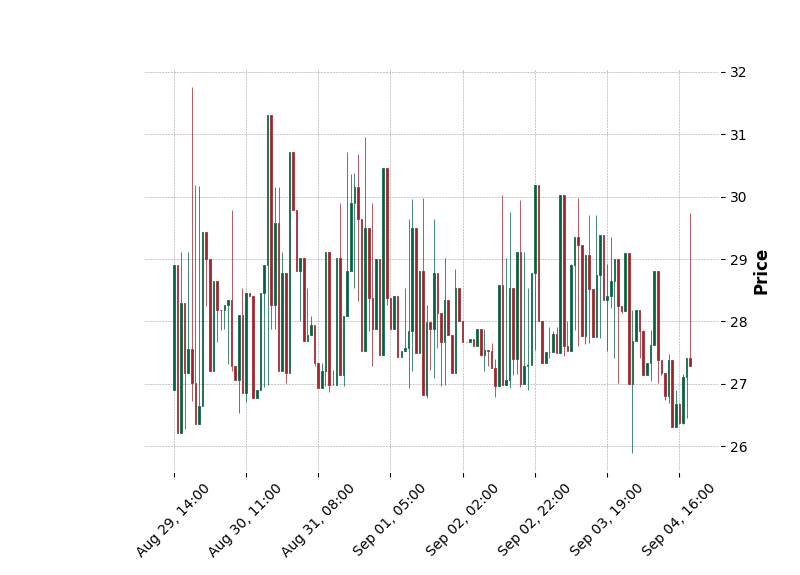 32
31
30
29
28
27
26
Price
Aug 29, 14:00
Aug 30, 11:00
Aug 31, 08:00
Sep 01, 05:00
Sep 02, 02:00
Sep 02, 22:00
Sep 03, 19:00
Sep 04, 16:00